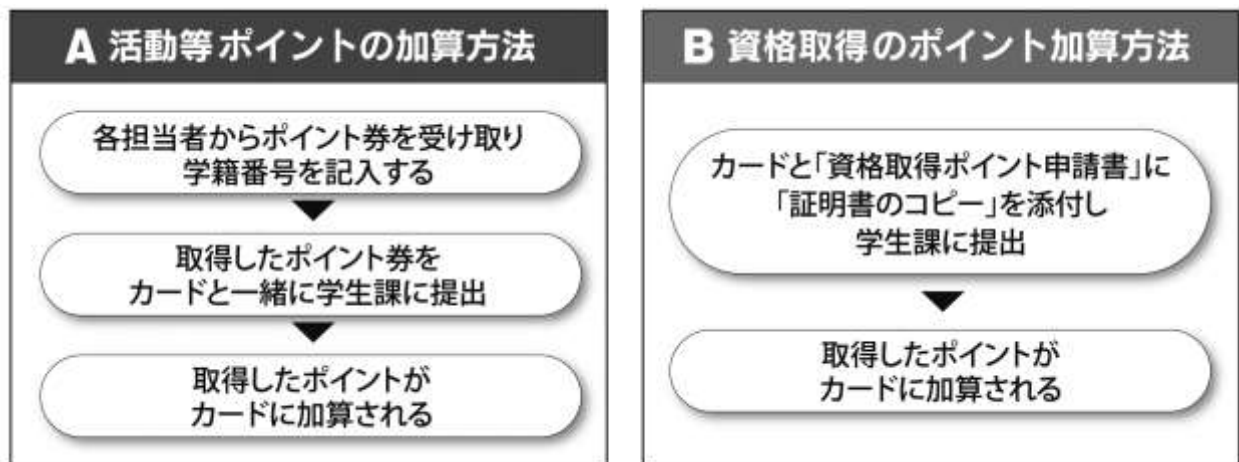 A 活動等ポイントの加算方法
各担当者からポイント券を受け取り
学籍番号を記入する
取得したポイント券を
カードと一緒に学生課に提出
取得したポイントが
カードに加算される
B 資格取得のポイント加算方法
カードと「資格取得ポイント申請書」に
「証明書のコピー」を添付し
学生課に提出
取得したポイントが
カードに加算される